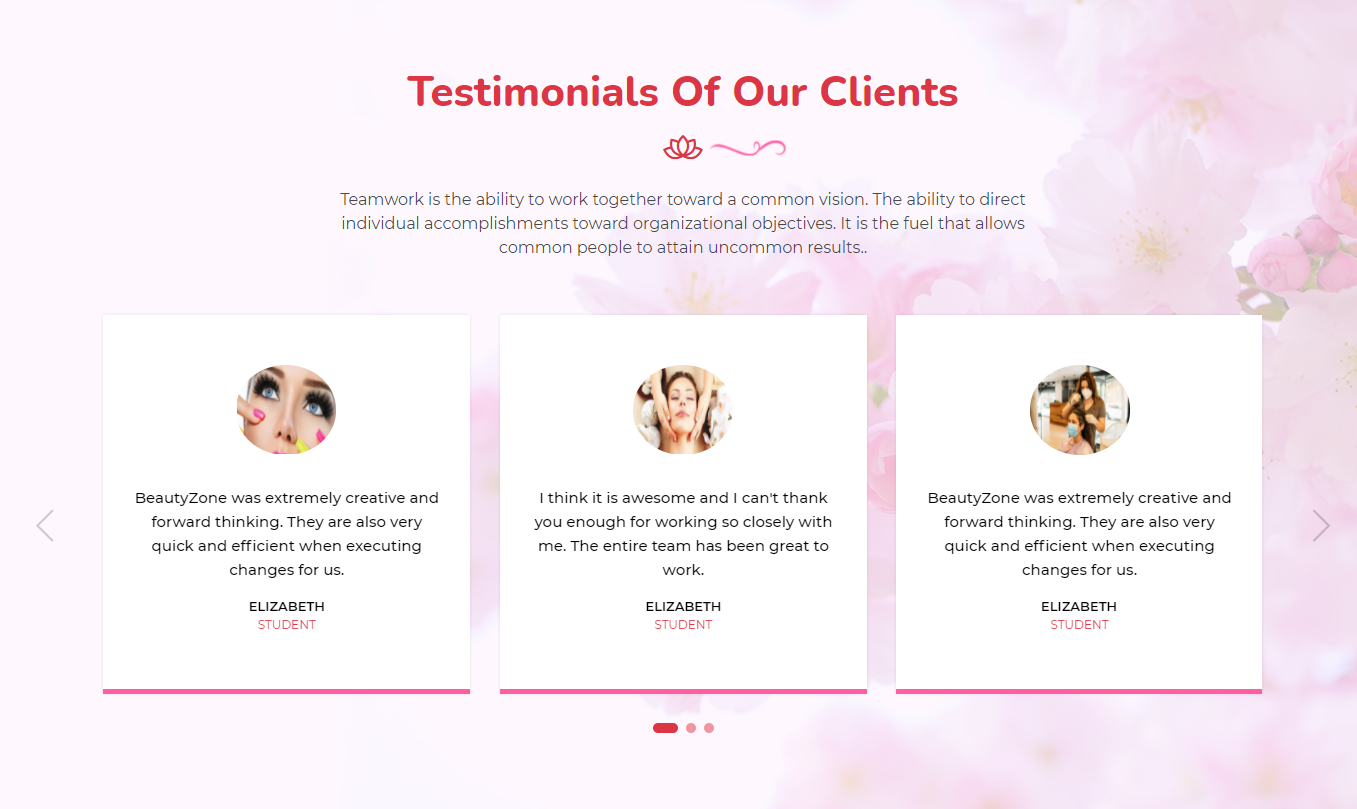 Testimonials Of Our Clients
Teamwork is the ability to work together toward a common vision. The ability to direct
individual accomplishments toward organizational objectives. It is the fuel that allows
common people to attain uncommon results..
BeautyZone was extremely creative and
forward thinking. They are also very
quick and efficient when executing
changes for us.
ELIZABETH
STUDENT
I think it is awesome and I can't thank
you enough for working so closely with
me. The entire team has been great to
work.
ELIZABETH
STUDENT
BeautyZone was extremely creative and
forward thinking. They are also very
quick and efficient when executing
changes for us.
ELIZABETH
STUDENT